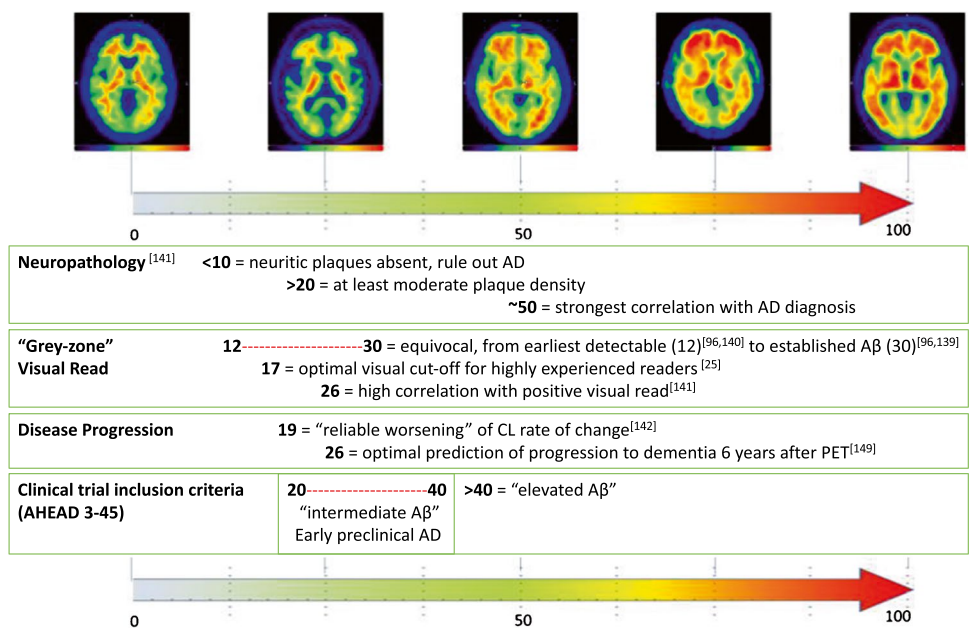 0 50 100
Neuropathology [141] <10 = neuritic plaques absent, rule out AD
>20 = at least moderate plaque density
~50 = strongest correlation with AD diagnosis
“Grey-zone” 12---------------------30 = equivocal, from earliest detectable (12)[96,140] to established Aβ (30)[96,139]
Visual Read 17 = optimal visual cut-off for highly experienced readers [25]
26 = high correlation with positive visual read[141]
Disease Progression 19 = “reliable worsening” of CL rate of change[142]
26 = optimal prediction of progression to dementia 6 years after PET[149]
Clinical trial inclusion criteria 20---------------------40 >40 = “elevated Aβ”
(AHEAD 3-45) “intermediate Aβ”
Early preclinical AD
0 50 100